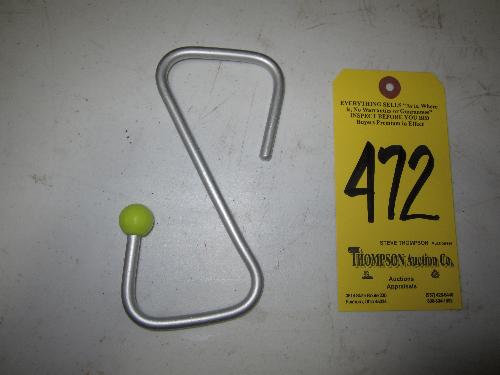 EVERYTHING SELLS "As is, Where
is, No Warranties or Guarantees"
INSPECT BEFORE YOU BID
Buyers Premium in Effect
472
STEVE THOMPSON
THOMPSON Auction Co.
Auctions
Appraisals